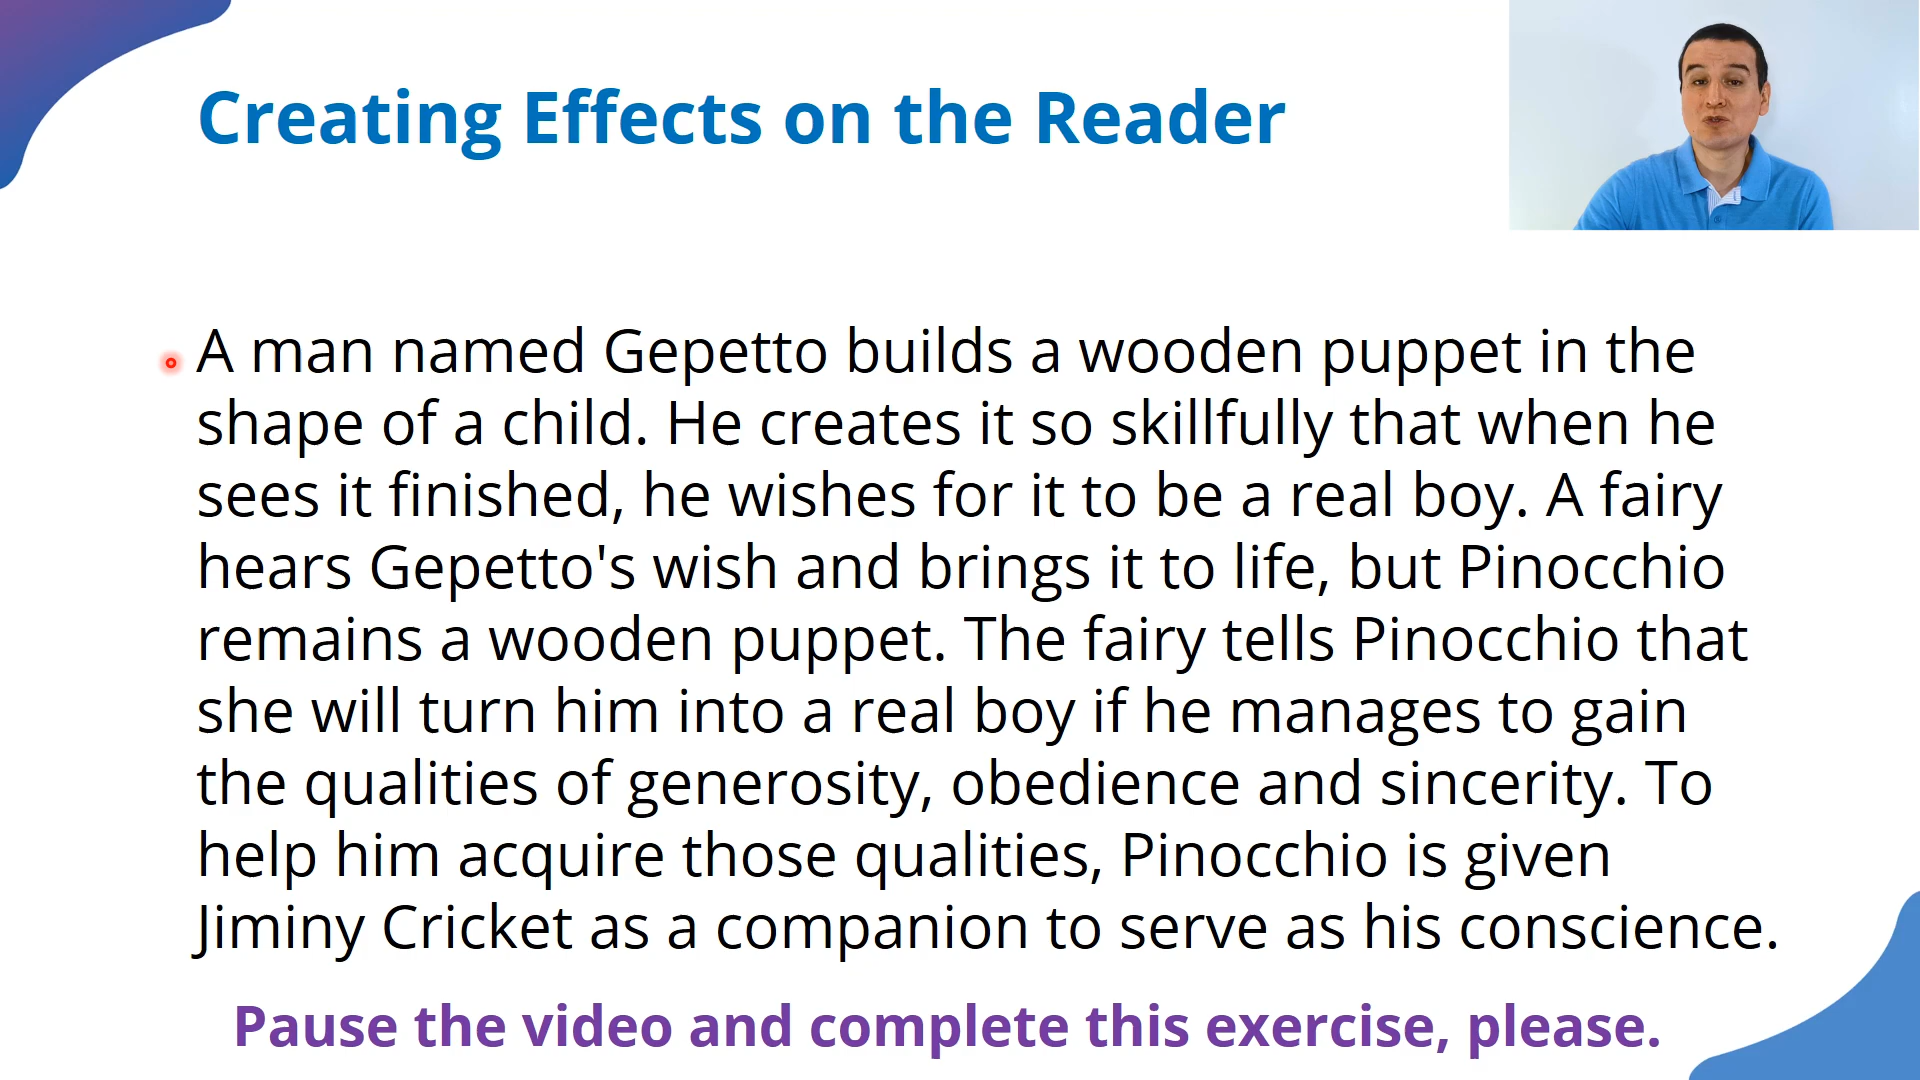 Creating Effects on the Reader
A man named Gepetto builds a wooden puppet in the
shape of a child. He creates it so skillfully that when he
sees it finished, he wishes for it to be a real boy. A fairy
hears Gepetto's wish and brings it to life, but Pinocchio
remains a wooden puppet. The fairy tells Pinocchio that
she will turn him into a real boy if he manages to gain
the qualities of generosity, obedience and sincerity. To
help him acquire those qualities, Pinocchio is given
Jiminy Cricket as a companion to serve as his conscience.
Pause the video and complete this exercise, please.